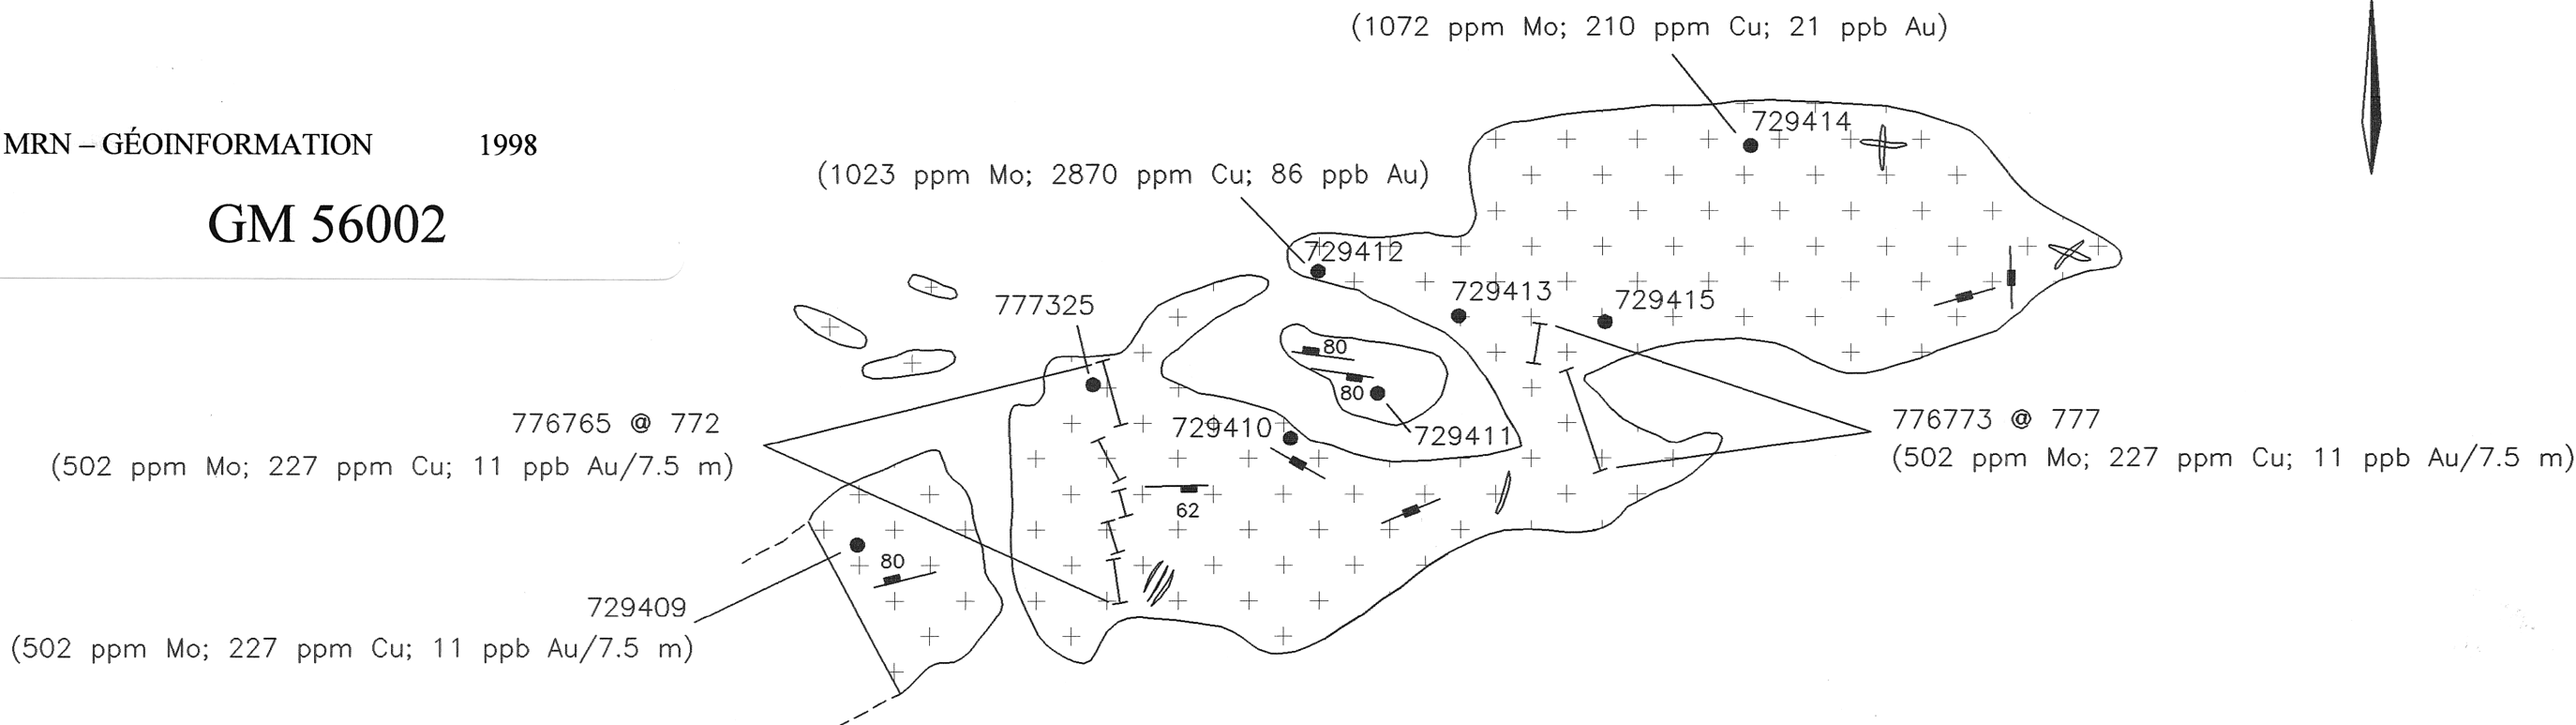 (1072 ppm Mo; 210 ppm Cu; 21 ppb Au)
729414
MRN – GÉOINFORMATION 1998
GM 56002
(1023 ppm Mo; 2870 ppm Cu; 86 ppb Au)
729412
777325
729413
729415
80
80
776765 @ 772
(502 ppm Mo; 227 ppm Cu; 11 ppb Au/7.5 m)
729410
729411
776773 @ 777
(502 ppm Mo; 227 ppm Cu; 11 ppb Au/7.5 m)
62
80
729409
(502 ppm Mo; 227 ppm Cu; 11 ppb Au/7.5 m)